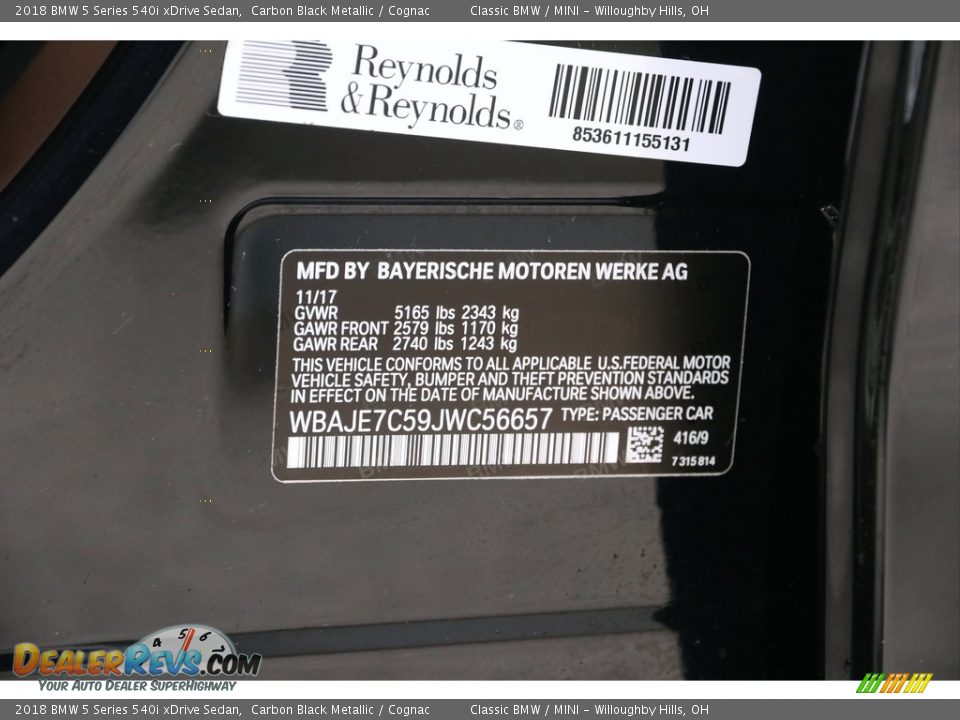 2018 BMW 5 Series 540i xDrive Sedan, Carbon Black Metallic / Cognac Classic BMW / MINI - Willoughby Hills, OH
Reynolds
& Reynolds®
853611155131
MFD BY BAYERISCHE MOTOREN WERKE AG
11/17
GVWR 5165 lbs 2343 kg
GAWR FRONT 2579 lbs 1170 kg
GAWR REAR 2740 lbs 1243 kg
THIS VEHICLE CONFORMS TO ALL APPLICABLE U.S.FEDERAL MOTOR
VEHICLE SAFETY, BUMPER AND THEFT PREVENTION STANDARDS
IN EFFECT ON THE DATE OF MANUFACTURE SHOWN ABOVE.
WBAJE7C59JWC56657 TYPE: PASSENGER CAR
416/9
7315814
4 5 6
DEALERREVS.COM
YOUR AUTO DEALER SUPERHIGHWAY
2018 BMW 5 Series 540i xDrive Sedan, Carbon Black Metallic / Cognac Classic BMW / MINI - Willoughby Hills, OH